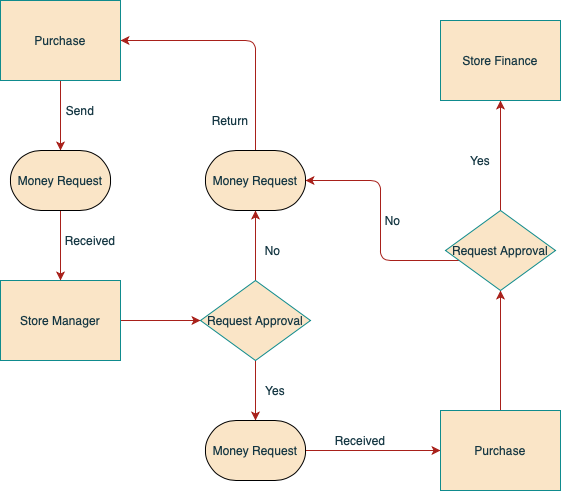 Purchase
Store Finance
Send
Return
Yes
Money Request
Money Request
No
Received
No
Request Approval
Store Manager
Request Approval
Yes
Received
Money Request
Purchase